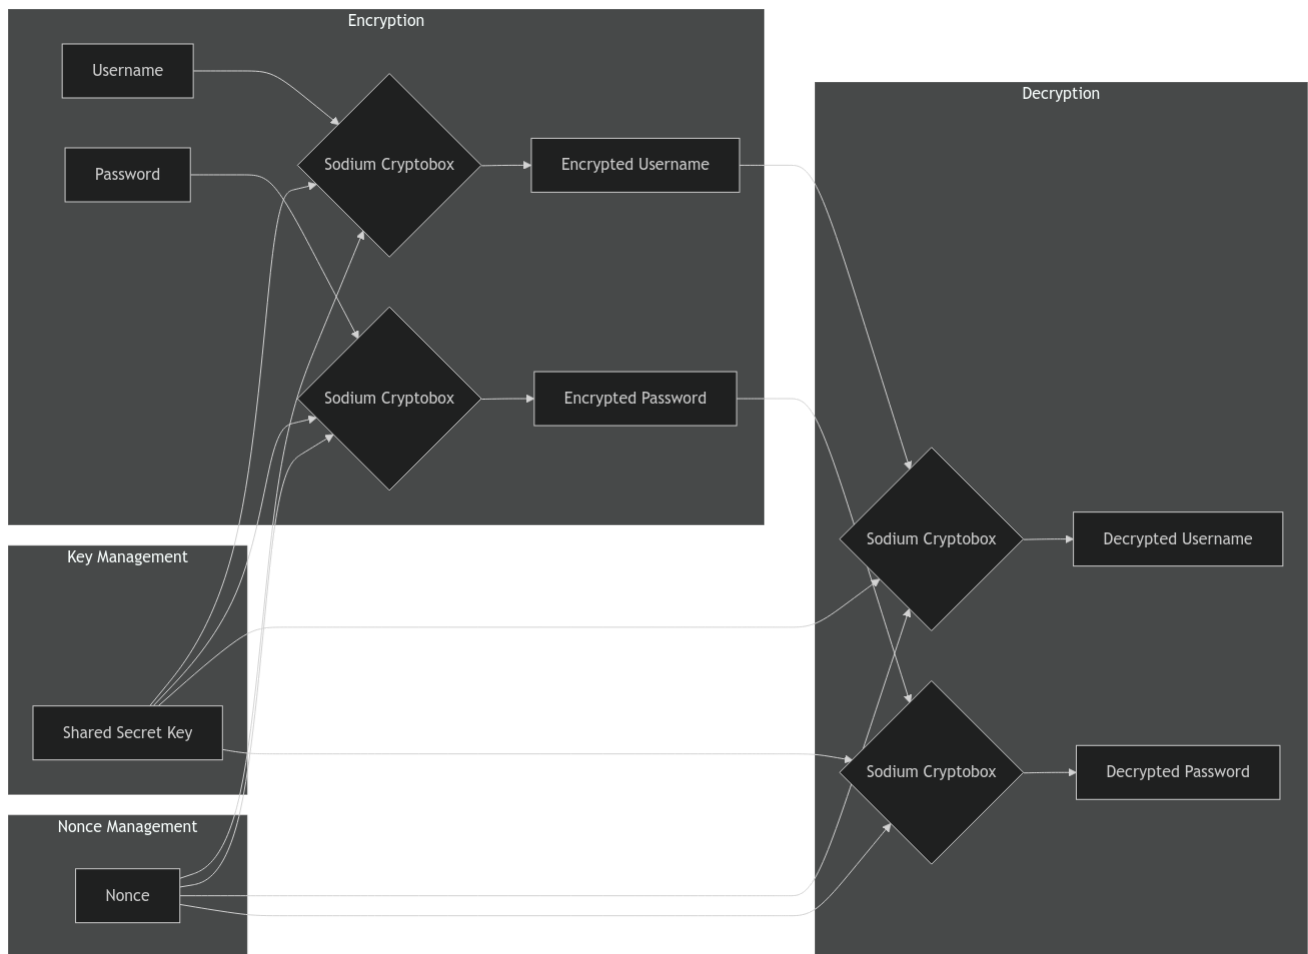 Encryption
Username
Password
Sodium Cryptobox
Encrypted Username
Sodium Cryptobox
Encrypted Password
Key Management
Shared Secret Key
Nonce Management
Nonce
Decryption
Sodium Cryptobox
Decrypted Username
Sodium Cryptobox
Decrypted Password